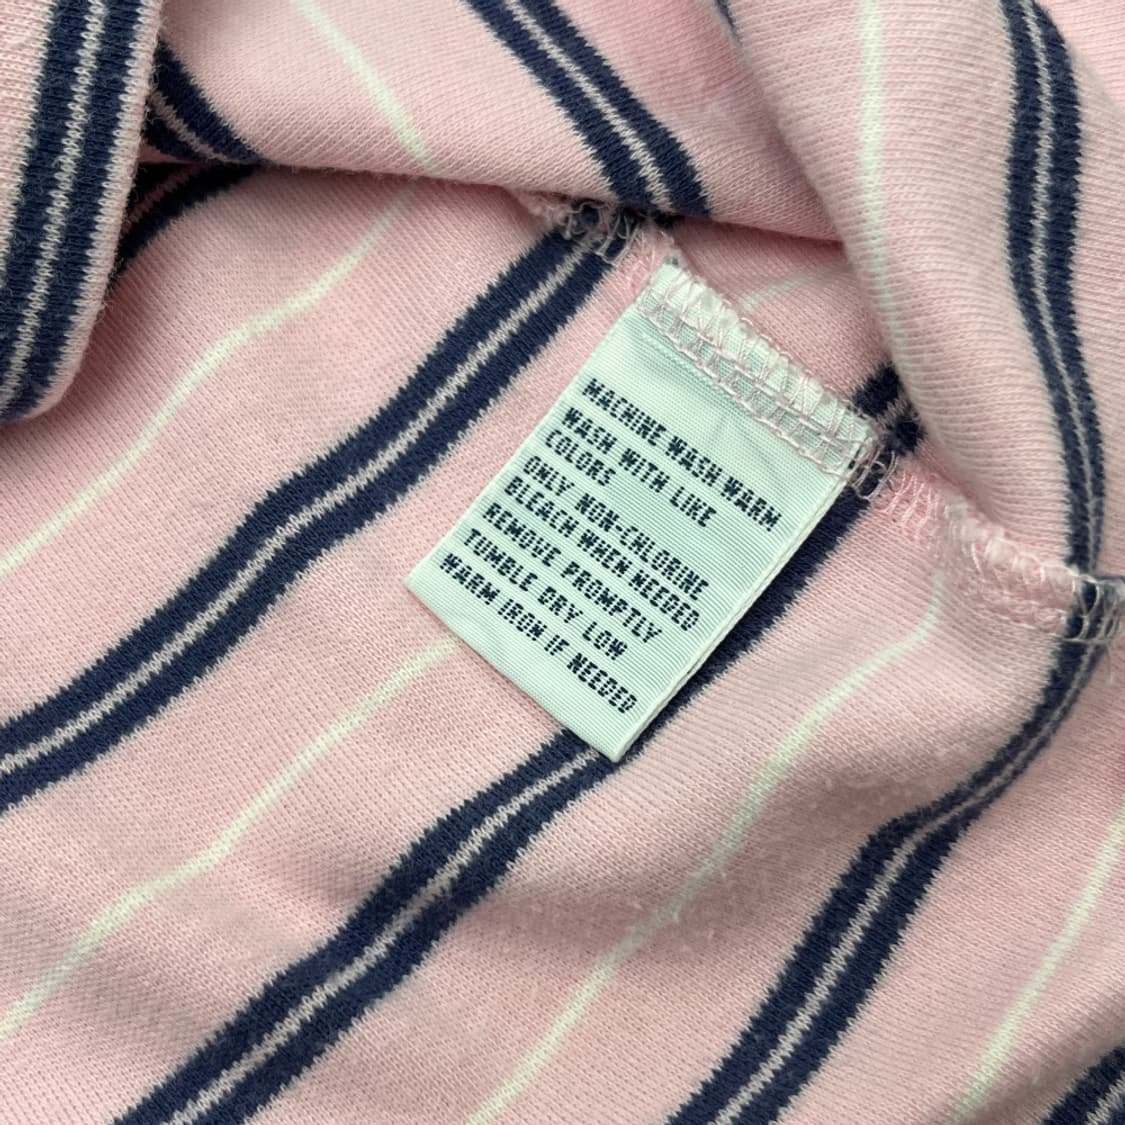 MACHINE WASH WARM
WASH WITH LIKE
COLORS
ONLY NON-CHLORINE
BLEACH WHEN NEEDED
REMOVE PROMPTLY
TUMBLE DRY LOW
WARM IRON IF NEEDED